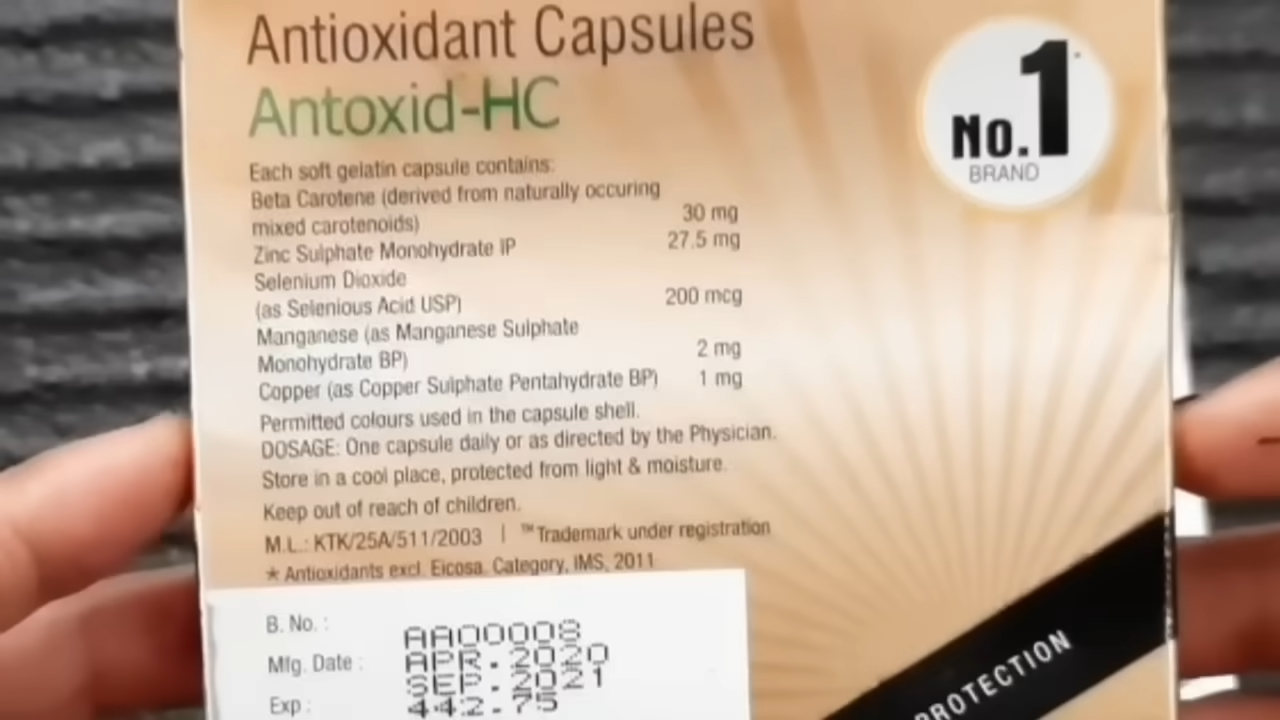 Antioxidant Capsules
Antoxid-HC
No.1
BRAND
Each soft gelatin capsule contains:
Beta Carotene (derived from naturally occuring
mixed carotenoids) 30 mg
Zinc Sulphate Monohydrate IP 27.5 mg
Selenium Dioxide
(as Selenious Acid USP) 200 mcg
Manganese (as Manganese Sulphate
Monohydrate BP) 2 mg
Copper (as Copper Sulphate Pentahydrate BP) 1 mg
Permitted colours used in the capsule shell.
DOSAGE: One capsule daily or as directed by the Physician.
Store in a cool place, protected from light & moisture.
Keep out of reach of children.
M.L.: KTK/25A/511/2003 | ™Trademark under registration
* Antioxidants excl. Eicosa. Category, IMS, 2011
B. No. : AA00008
Mfg. Date : APR.2020
Exp : SEP.2021
442.75
PROTECTION